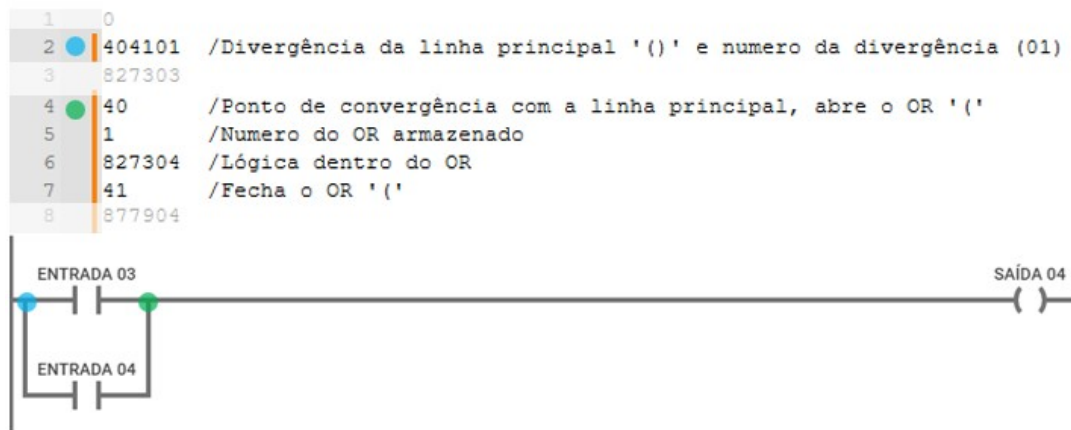 1 0
2 404101 /Divergência da linha principal '()' e numero da divergência (01)
3 827303
4 40 /Ponto de convergência com a linha principal, abre o OR '('
5 1 /Numero do OR armazenado
6 827304 /Lógica dentro do OR
7 41 /Fecha o OR '('
8 877904
ENTRADA 03 SAÍDA 04
ENTRADA 04